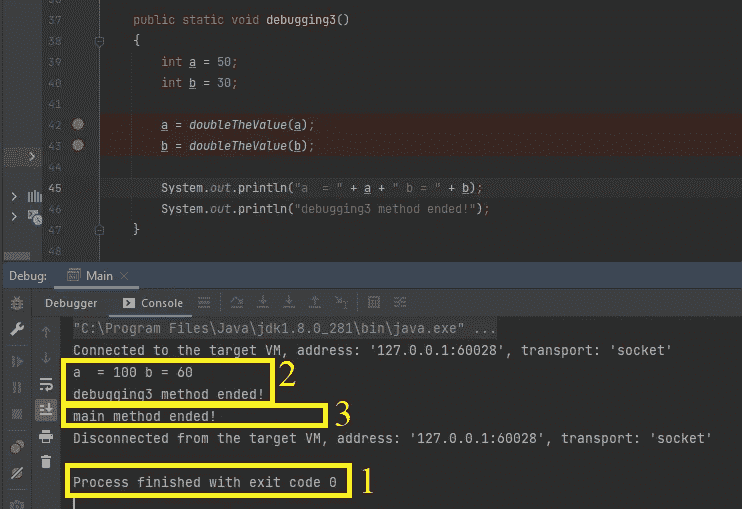 37 public static void debugging3()
38 {
39 int a = 50;
40 int b = 30;
41
42 a = doubleTheValue(a);
43 b = doubleTheValue(b);
44
45 System.out.println("a  = " + a + " b = " + b);
46 System.out.println("debugging3 method ended!");
47 }
48
Debug: Main
Debugger Console
"C:\Program Files\Java\jdk1.8.0_281\bin\java.exe" ...
Connected to the target VM, address: '127.0.0.1:60028', transport: 'socket'
a  = 100 b = 60 2
debugging3 method ended!
main method ended! 3
Disconnected from the target VM, address: '127.0.0.1:60028', transport: 'socket'
Process finished with exit code 0 1